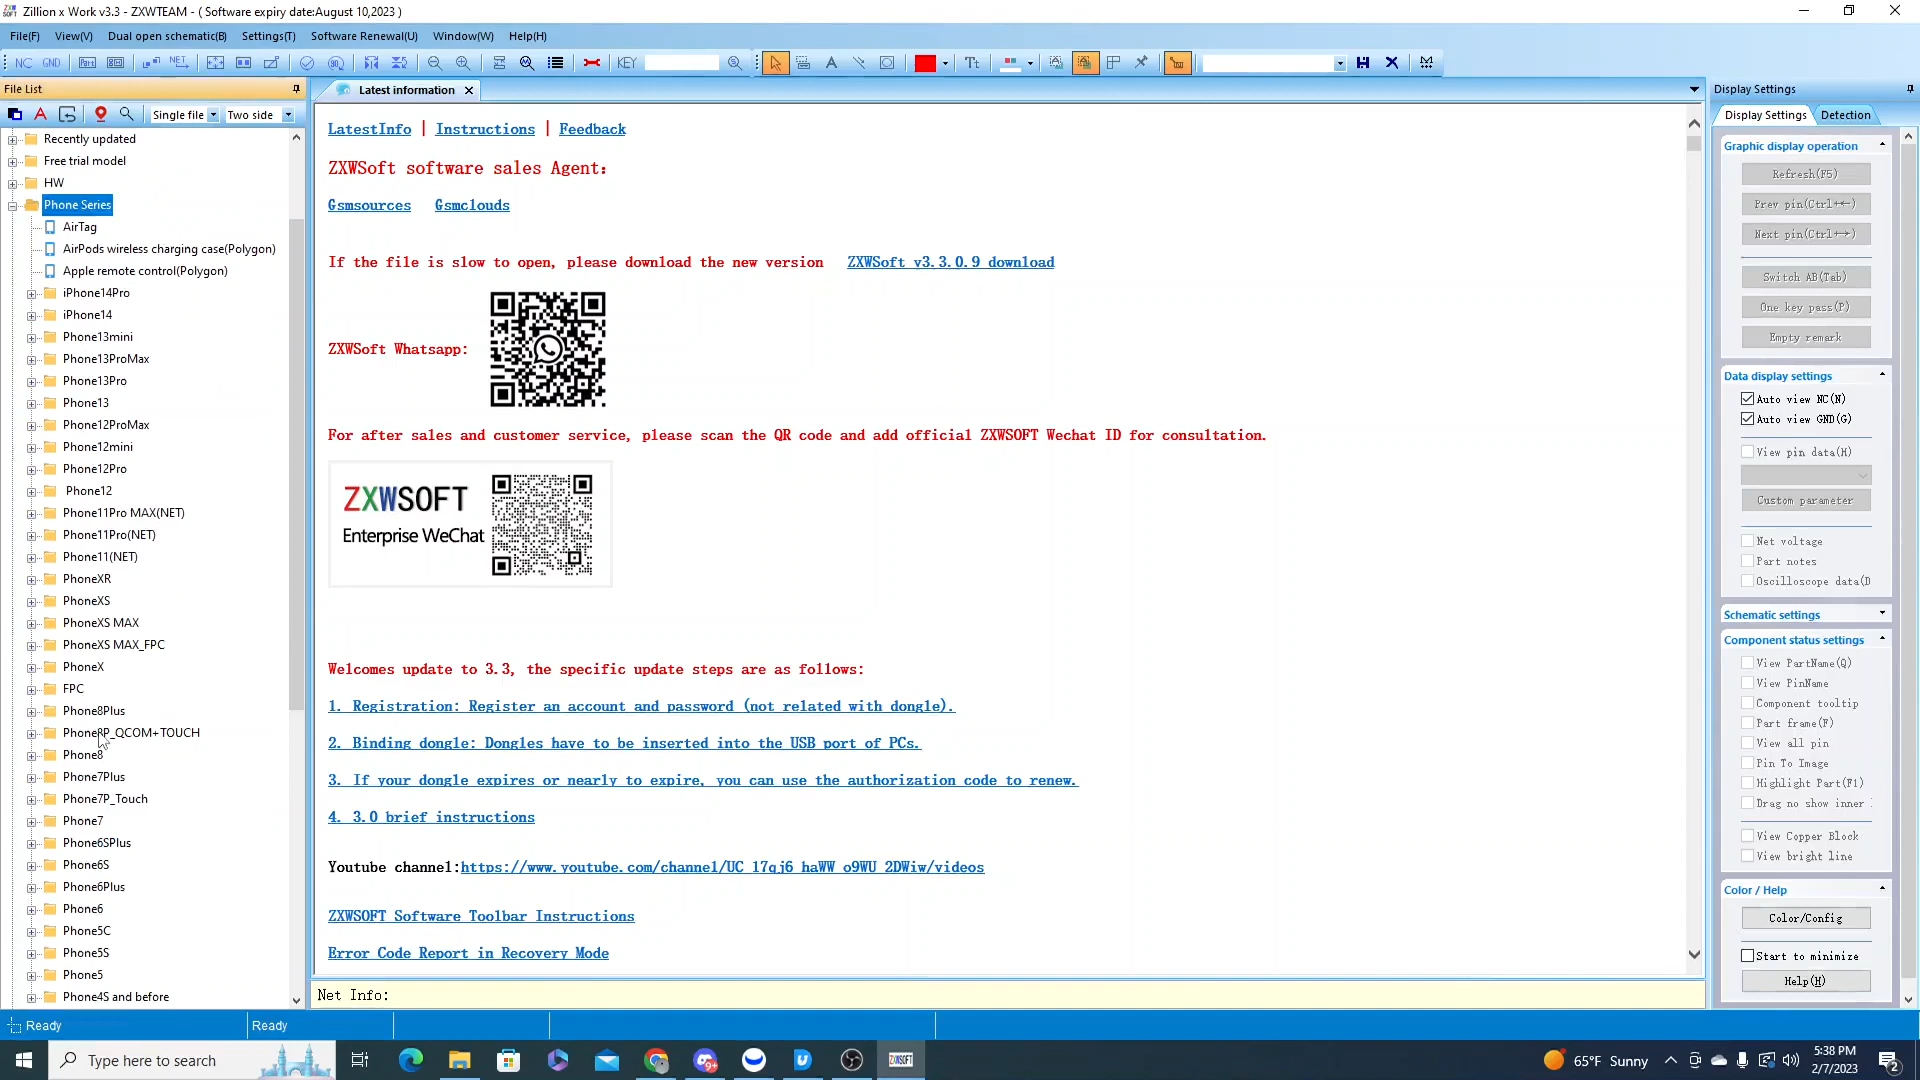 Zillion x Work v3.3 - ZXWTEAM - ( Software expiry date:August 10,2023 )
File(F) View(V) Dual open schematic(B) Settings(T) Software Renewal(U) Window(W) Help(H)
NC GND NET KEY A Tt
File List
Latest information
Display Settings
A Single file Two side
Display Settings Detection
Recently updated
Free trial model
HW
Phone Series
AirTag
AirPods wireless charging case(Polygon)
Apple remote control(Polygon)
iPhone14Pro
iPhone14
Phone13mini
Phone13ProMax
Phone13Pro
Phone13
Phone12ProMax
Phone12mini
Phone12Pro
Phone12
Phone11Pro MAX(NET)
Phone11Pro(NET)
Phone11(NET)
PhoneXR
PhoneXS
PhoneXS MAX
PhoneXS MAX_FPC
PhoneX
FPC
Phone8Plus
Phone8P_QCOM+TOUCH
Phone8
Phone7Plus
Phone7P_Touch
Phone7
Phone6SPlus
Phone6S
Phone6Plus
Phone6
Phone5C
Phone5S
Phone5
Phone4S and before
LatestInfo | Instructions | Feedback
ZXWSoft software sales Agent:
Gsmsources Gsmclouds
If the file is slow to open, please download the new version ZXWSoft v3.3.0.9 download
ZXWSoft Whatsapp:
For after sales and customer service, please scan the QR code and add official ZXWSOFT Wechat ID for consultation.
ZXWSOFT
Enterprise WeChat
Welcomes update to 3.3, the specific update steps are as follows:
1. Registration: Register an account and password (not related with dongle).
2. Binding dongle: Dongles have to be inserted into the USB port of PCs.
3. If your dongle expires or nearly to expire, you can use the authorization code to renew.
4. 3.0 brief instructions
Youtube channel:https://www.youtube.com/channel/UC_17qj6_haWW_o9WU_2DWiw/videos
ZXWSOFT Software Toolbar Instructions
Error Code Report in Recovery Mode
Net Info:
Graphic display operation
Refresh(F5)
Prev pin(Ctrl+←)
Next pin(Ctrl+→)
Switch AB(Tab)
One key pass(P)
Empty remark
Data display settings
Auto view NC(N)
Auto view GND(G)
View pin data(M)
Custom parameter
Net voltage
Part notes
Oscilloscope data(D
Schematic settings
Component status settings
View PartName(Q)
View PinName
Component tooltip
Part frame(F)
View all pin
Pin To Image
Highlight Part(F1)
Drag no show inner
View Copper Block
View bright line
Color / Help
Color/Config
Start to minimize
Help(H)
Ready Ready
Type here to search
9+
ZXWSOFT
65°F Sunny
5:38 PM
2/7/2023
2